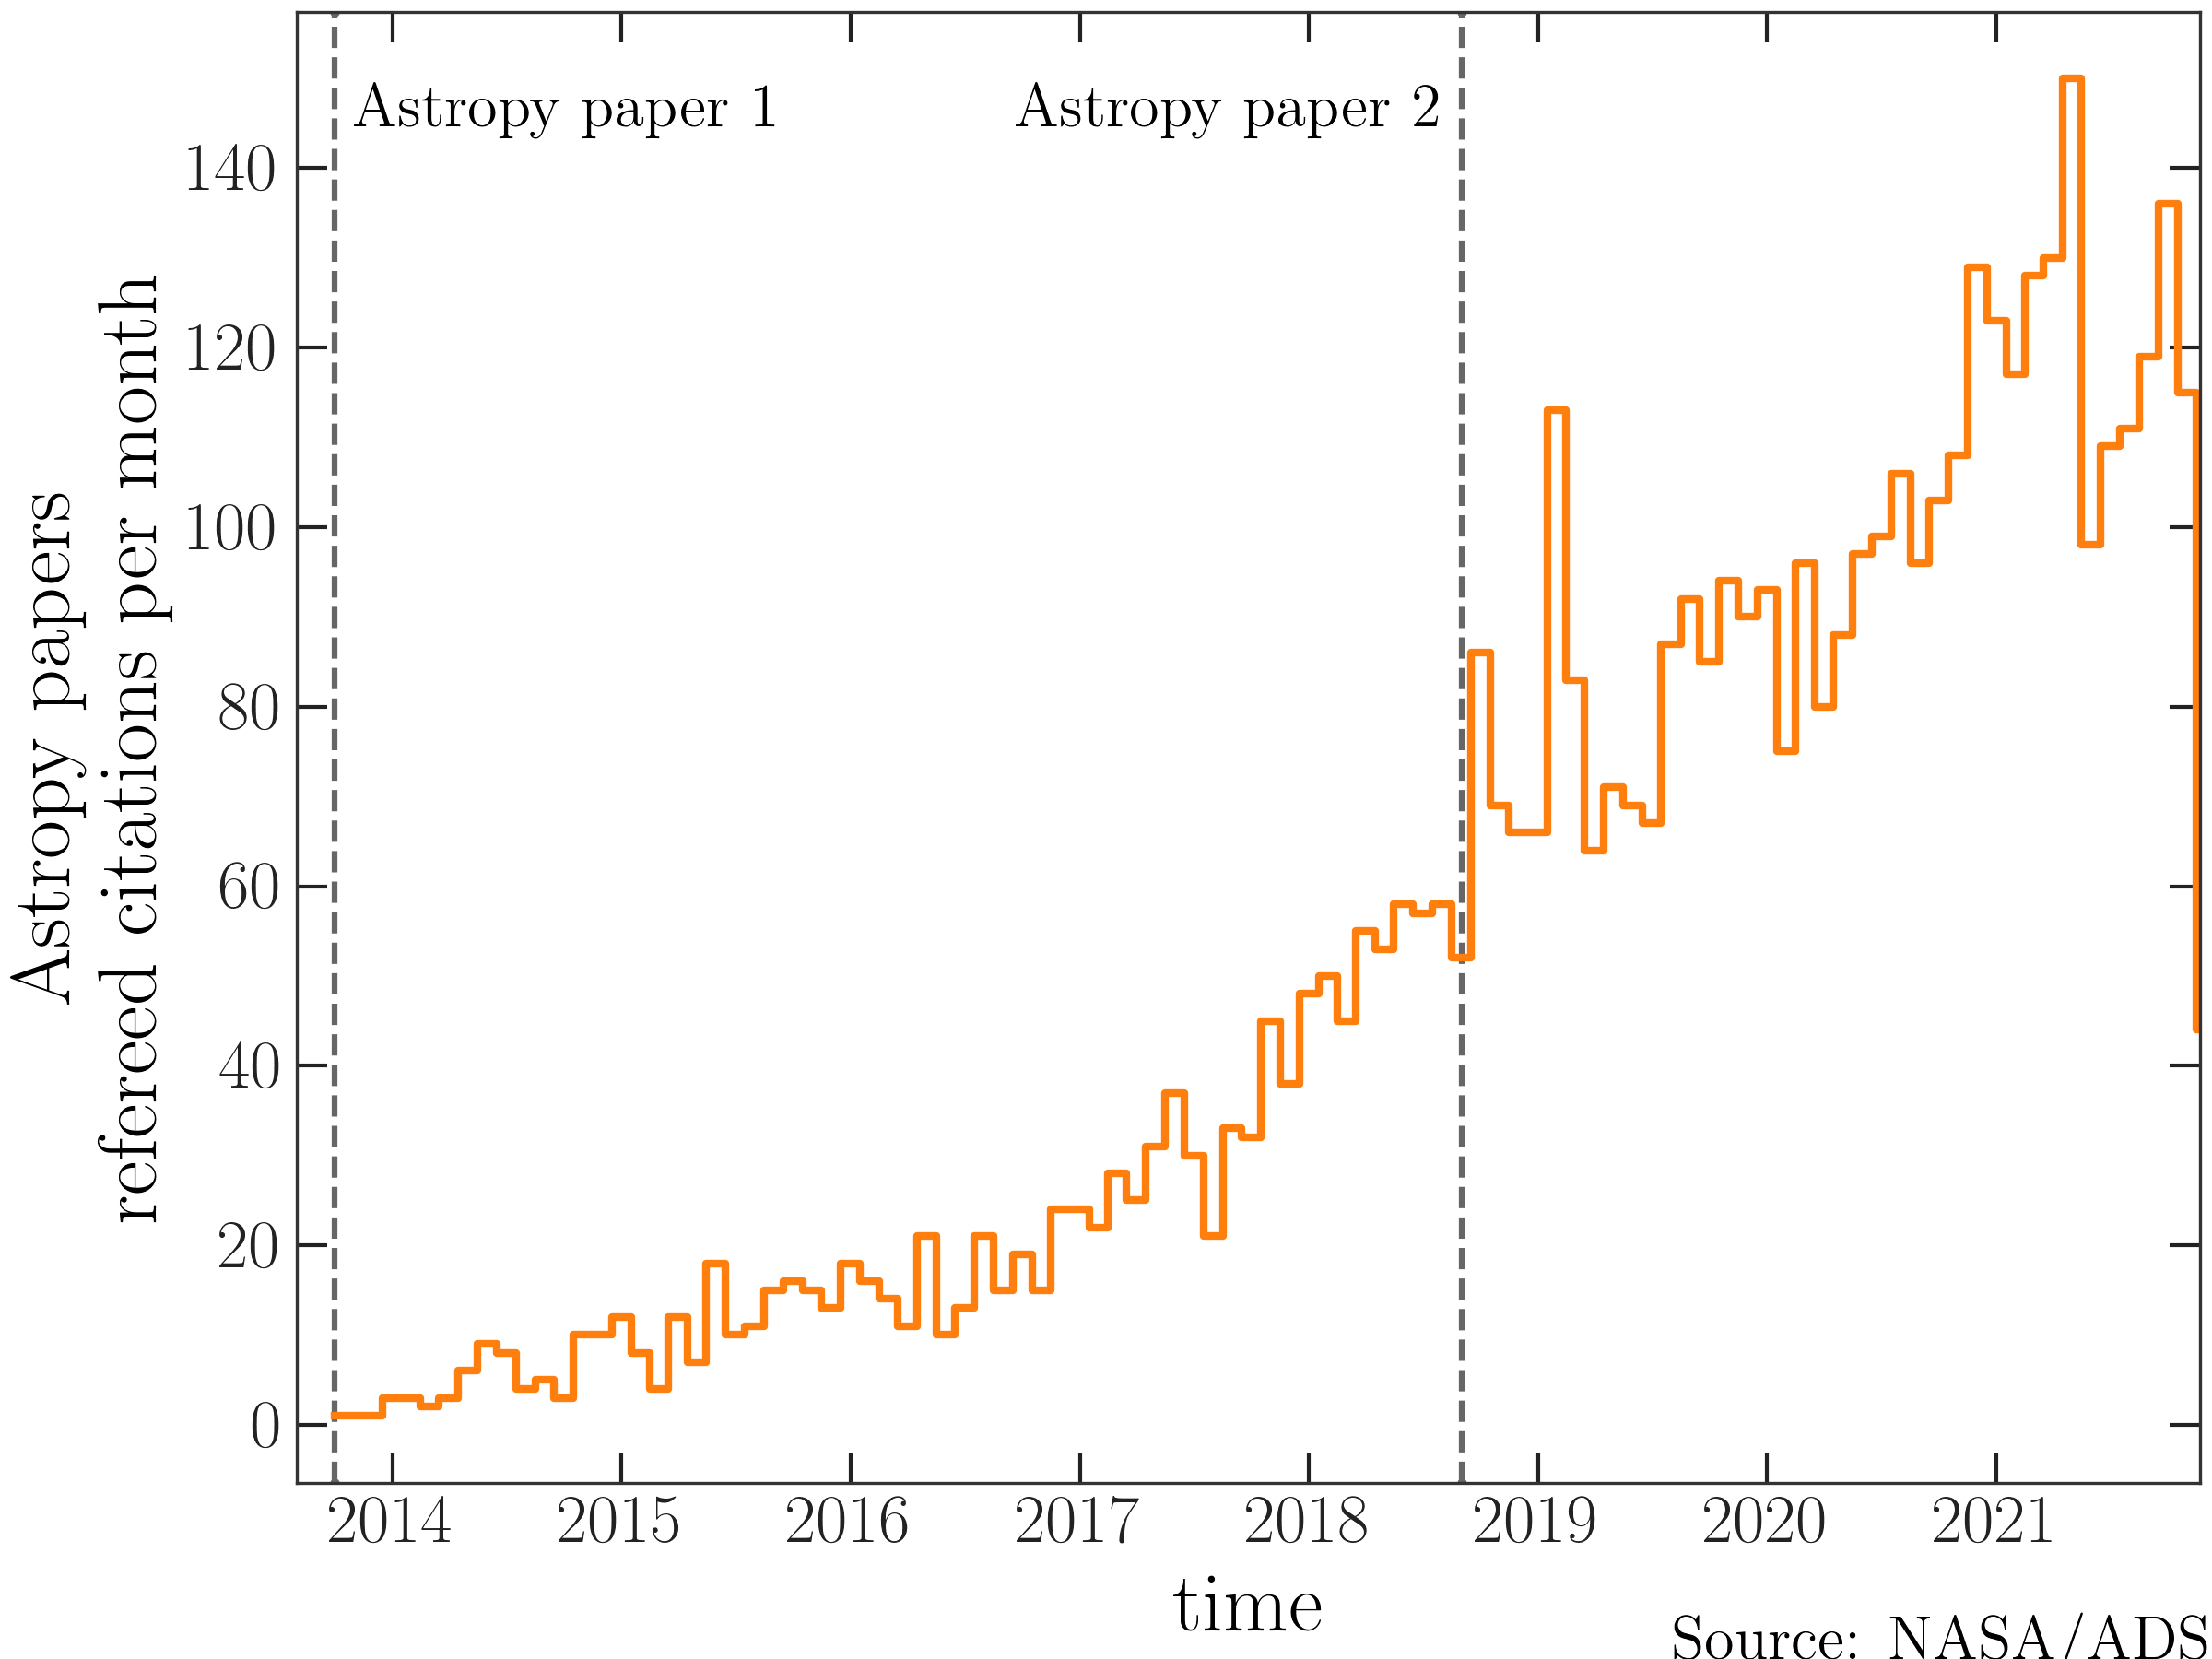 Astropy paper 1
Astropy paper 2
Astropy papers
refereed citations per month
140
120
100
80
60
40
20
0
2014
2015
2016
2017
2018
2019
2020
2021
time
Source: NASA/ADS